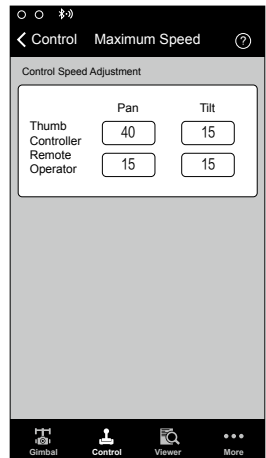 Control Maximum Speed ?
Control Speed Adjustment
Pan Tilt
Thumb
Controller 40 15
Remote
Operator 15 15
Gimbal Control Viewer More